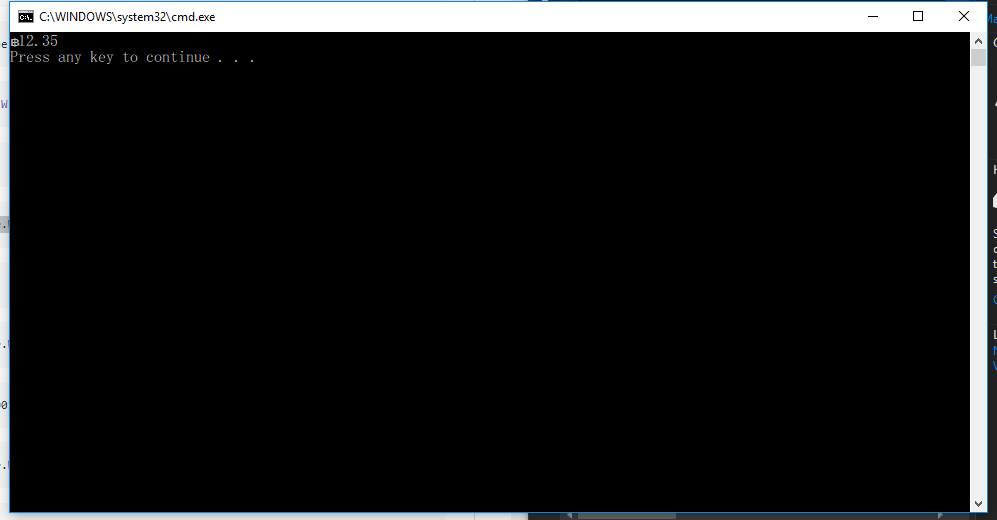 C:\WINDOWS\system32\cmd.exe
฿12.35
Press any key to continue . . .